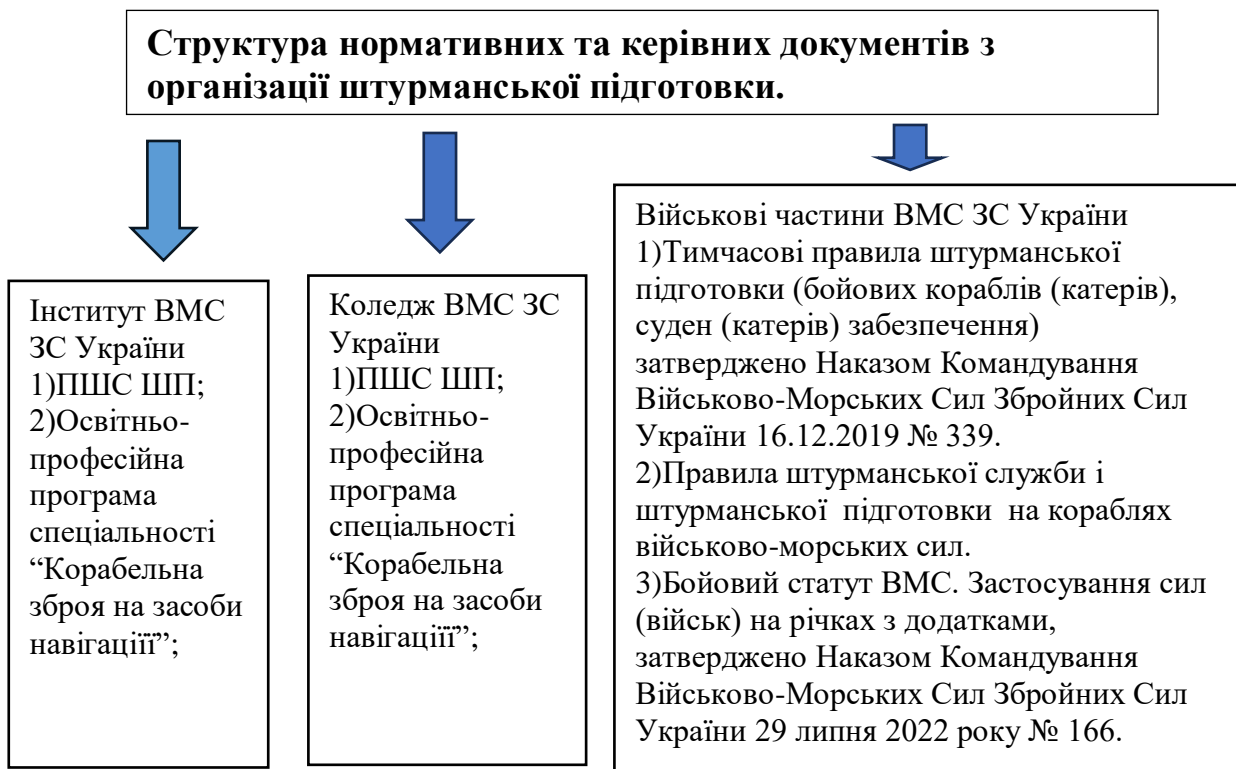 Структура нормативних та керівних документів з
організації штурманської підготовки.
Інститут ВМС
ЗС України
1)ПШС ШП;
2)Освітньо-
професійна
програма
спеціальності
“Корабельна
зброя на засоби
навігаціїї”;
Коледж ВМС ЗС
України
1)ПШС ШП;
2)Освітньо-
професійна
програма
спеціальності
“Корабельна
зброя на засоби
навігаціїї”;
Військові частини ВМС ЗС України
1)Тимчасові правила штурманської
підготовки (бойових кораблів (катерів),
суден (катерів) забезпечення)
затверджено Наказом Командування
Військово-Морських Сил Збройних Сил
України 16.12.2019 № 339.
2)Правила штурманської служби і
штурманської підготовки на кораблях
військово-морських сил.
3)Бойовий статут ВМС. Застосування сил
(військ) на річках з додатками,
затверджено Наказом Командування
Військово-Морських Сил Збройних Сил
України 29 липня 2022 року № 166.